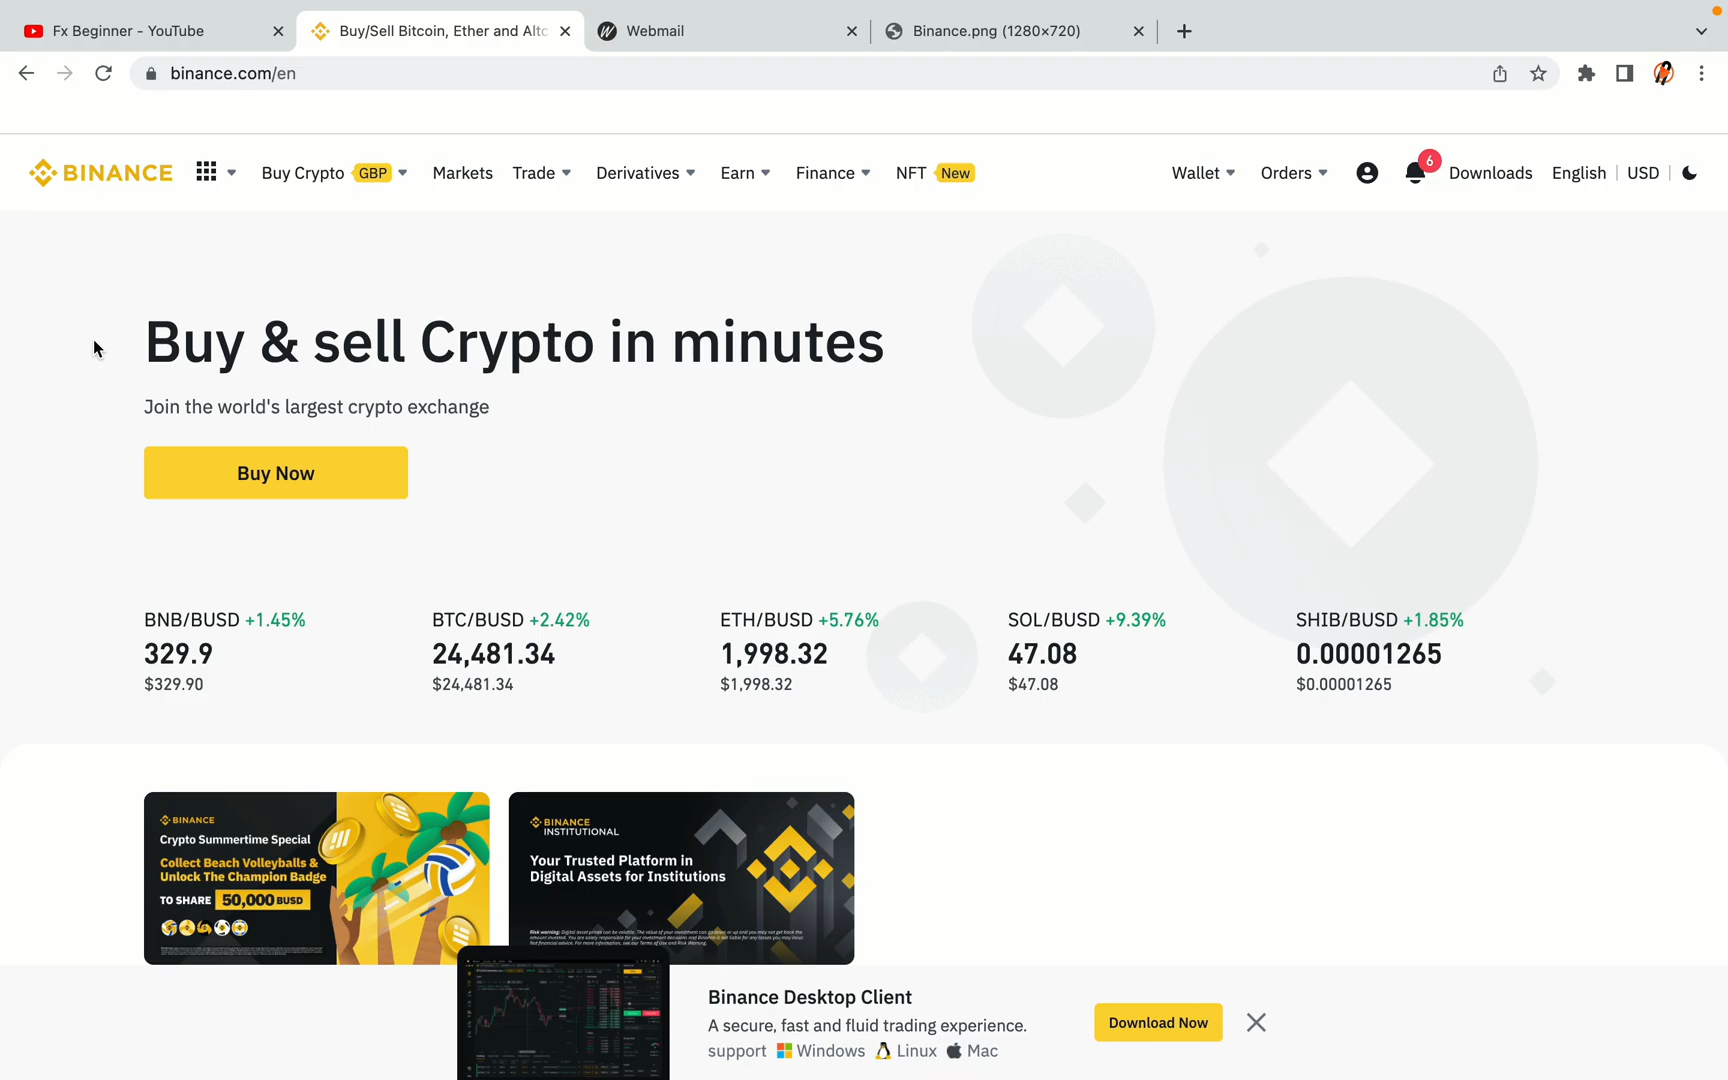 Fx Beginner - YouTube
Buy/Sell Bitcoin, Ether and Altc
Webmail
Binance.png (1280×720)
binance.com/en
BINANCE
Buy Crypto GBP
Markets
Trade
Derivatives
Earn
Finance
NFT New
Wallet
Orders
6
Downloads
English
USD
Buy & sell Crypto in minutes
Join the world's largest crypto exchange
Buy Now
BNB/BUSD +1.45%
329.9
$329.90
BTC/BUSD +2.42%
24,481.34
$24,481.34
ETH/BUSD +5.76%
1,998.32
$1,998.32
SOL/BUSD +9.39%
47.08
$47.08
SHIB/BUSD +1.85%
0.00001265
$0.00001265
BINANCE
Crypto Summertime Special
Collect Beach Volleyballs &
Unlock The Champion Badge
TO SHARE 50,000 BUSD
BINANCE
INSTITUTIONAL
Your Trusted Platform in
Digital Assets for Institutions
Binance Desktop Client
A secure, fast and fluid trading experience.
support Windows Linux Mac
Download Now